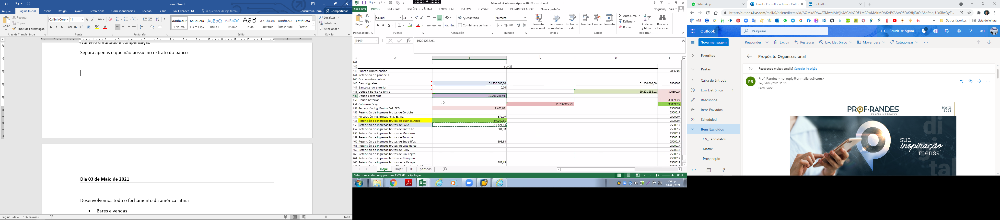 zoom - Word
Arquivo Página Inicial Inserir Design Layout Referências Correspondências Revisão Exibir Foxit Reader PDF O que você deseja fazer... Consultoria Terra Compartilhar
Colar
Recortar
Copiar
Pincel de Formatação
Calibri (Corp 11
AaBbCcDc AaBbCcDc AaBbCc AaBbCcD AaB AaBbCcD AaBbCcDc AaBbCcDc
¶ Normal ¶ Sem Esp... Título 1 Título 2 Título Subtítulo Ênfase Sutil Ênfase
Localizar
Substituir
Selecionar
Área de Transferência Fonte Parágrafo Estilo Edição
Número creditado e compensação
Separa apenas o que não possui no extrato do banco
Dia 03 de Maio de 2021
Desenvolvemos todo o fechamento da américa latina
• Bares e vendas
Página 3 de 4 156 palavras 140%
Mercado Cobranza Appbar 04-21.xlsx - Excel
ARCHIVO INICIO INSERTAR DISEÑO DE PÁGINA FÓRMULAS DATOS REVISAR VISTA DESARROLLADOR Nueva pestaña Nogueira, Thais
Pegar
Calibri 11
Ajustar texto
Combinar y centrar
Número
Formato condicional
Dar formato como tabla
Estilos de celda
Insertar Eliminar Formato
Autosuma
Rellenar
Borrar
Ordenar y filtrar
Buscar y seleccionar
Portapapeles Fuente Alineación Número Estilos Celdas Modificar
B449 19201238,91
A B C D E
441
442 abr-21
443 Bancos Tranferencias 2836309
444 Retencion de ganancia
445 Documento a cobrar
446 Banco Iguales 51.250.000,00 51.250.000,00 2836303
447 Banco saldo anterior 0,00
448 Deuda x Banco no entro 19.201.238,91 30039027
449 Deuda x retenido 19.201.238,91
450 Deuda anterior 30039027
451 Cobranza Bevy 71.706.915,59 30039027
452 Percepción Ing. Brutos CAP. FED. 9.402,08 2500007
453 Retención de ingresos brutos de Córdoba 2500017
454 Percepción Ing. Brutos Pcia. Bs. As. 372,09 2500007
455 Retención de ingresos brutos de Buenos Aires 97.242,51 2500007
456 Retención de ingresos brutos de CABA 217.421,14 2500017
457 Retención de ingresos brutos de Santa Fe 381,30 2500017
458 Retención de ingresos brutos de Mendoza 2500017
459 Retención de ingresos brutos de Tucumán 2500017
460 Retención de ingresos brutos de Entre Ríos 393,63 2500017
461 Retención de ingresos brutos de Catamarca 2500017
462 Retención de ingresos brutos de Jujuy 2500017
463 Retención de Ingresos Brutos de Río Negro 2500017
464 Retención de ingresos brutos de Neuquén 2500017
465 Retención de ingresos brutos de La Pampa 184,45 2500017
Hoja1 Hoja2 TD partidas
Seleccione el destino y presione ENTRAR o elija Pegar 85 %
PT 02:48 p.m.
04/05/2021
WhatsApp Email – Consultoria Terra – Outlo LinkedIn
https://outlook.live.com/mail/0/deleteditems/id/AQMkADAwATMwMAItYjc3AGMtODE1MC0wMAItMDAKAEYAAAO6FaKHkjFaQJA6hfmqLUY0BwDyZ...
ANI Outros favoritos Lista de leitura
Outlook Pesquisar Reunir-se Agora
Nova mensagem Responder Excluir Restaurar Lixo Eletrônico Mover para Categorizar
Favoritos
Pastas
Caixa de Entrada
Lixo Eletrônico 1
Rascunhos
Itens Enviados
Scheduled
Itens Excluídos
CV_Candidatos
Matrix
Prospecção
Propósito Organizacional
Recebendo muitos emails? Cancelar inscrição
PR
Prof. Randes <no-reply@uhmailsrvc6.com>
Ter, 04/05/2021 11:16
Para: Você
PROF·RANDES
PEOPLE & STRATEG
MAIO
2021
sua
inspiração
mensal
di
gi
tal